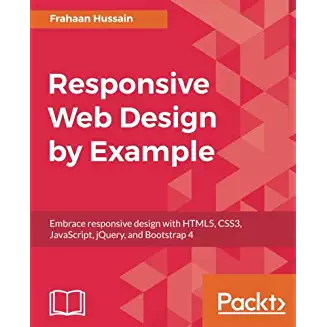 Frahaan Hussain
Responsive
Web Design
by Example
Embrace responsive design with HTML5, CSS3,
JavaScript, jQuery, and Bootstrap 4
Packt>